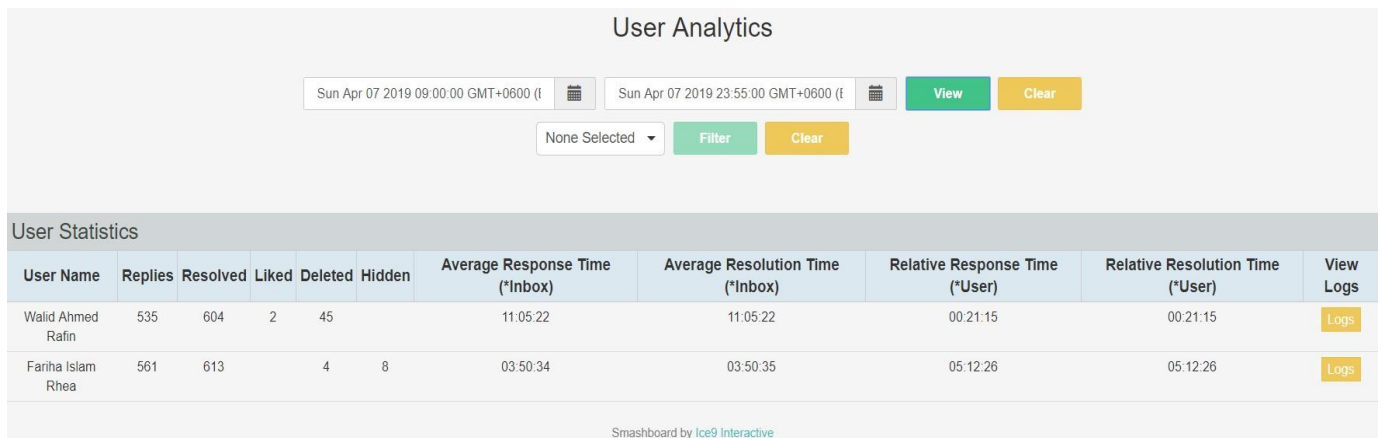 User Analytics
Sun Apr 07 2019 09:00:00 GMT+0600 (E
Sun Apr 07 2019 23:55:00 GMT+0600 (E
View
Clear
None Selected
Filter
Clear
User Statistics
User Name Replies Resolved Liked Deleted Hidden Average Response Time (*Inbox) Average Resolution Time (*Inbox) Relative Response Time (*User) Relative Resolution Time (*User) View Logs
Walid Ahmed Rafin 535 604 2 45 11:05:22 11:05:22 00:21:15 00:21:15 Logs
Fariha Islam Rhea 561 613 4 8 03:50:34 03:50:35 05:12:26 05:12:26 Logs
Smashboard by Ice9 Interactive